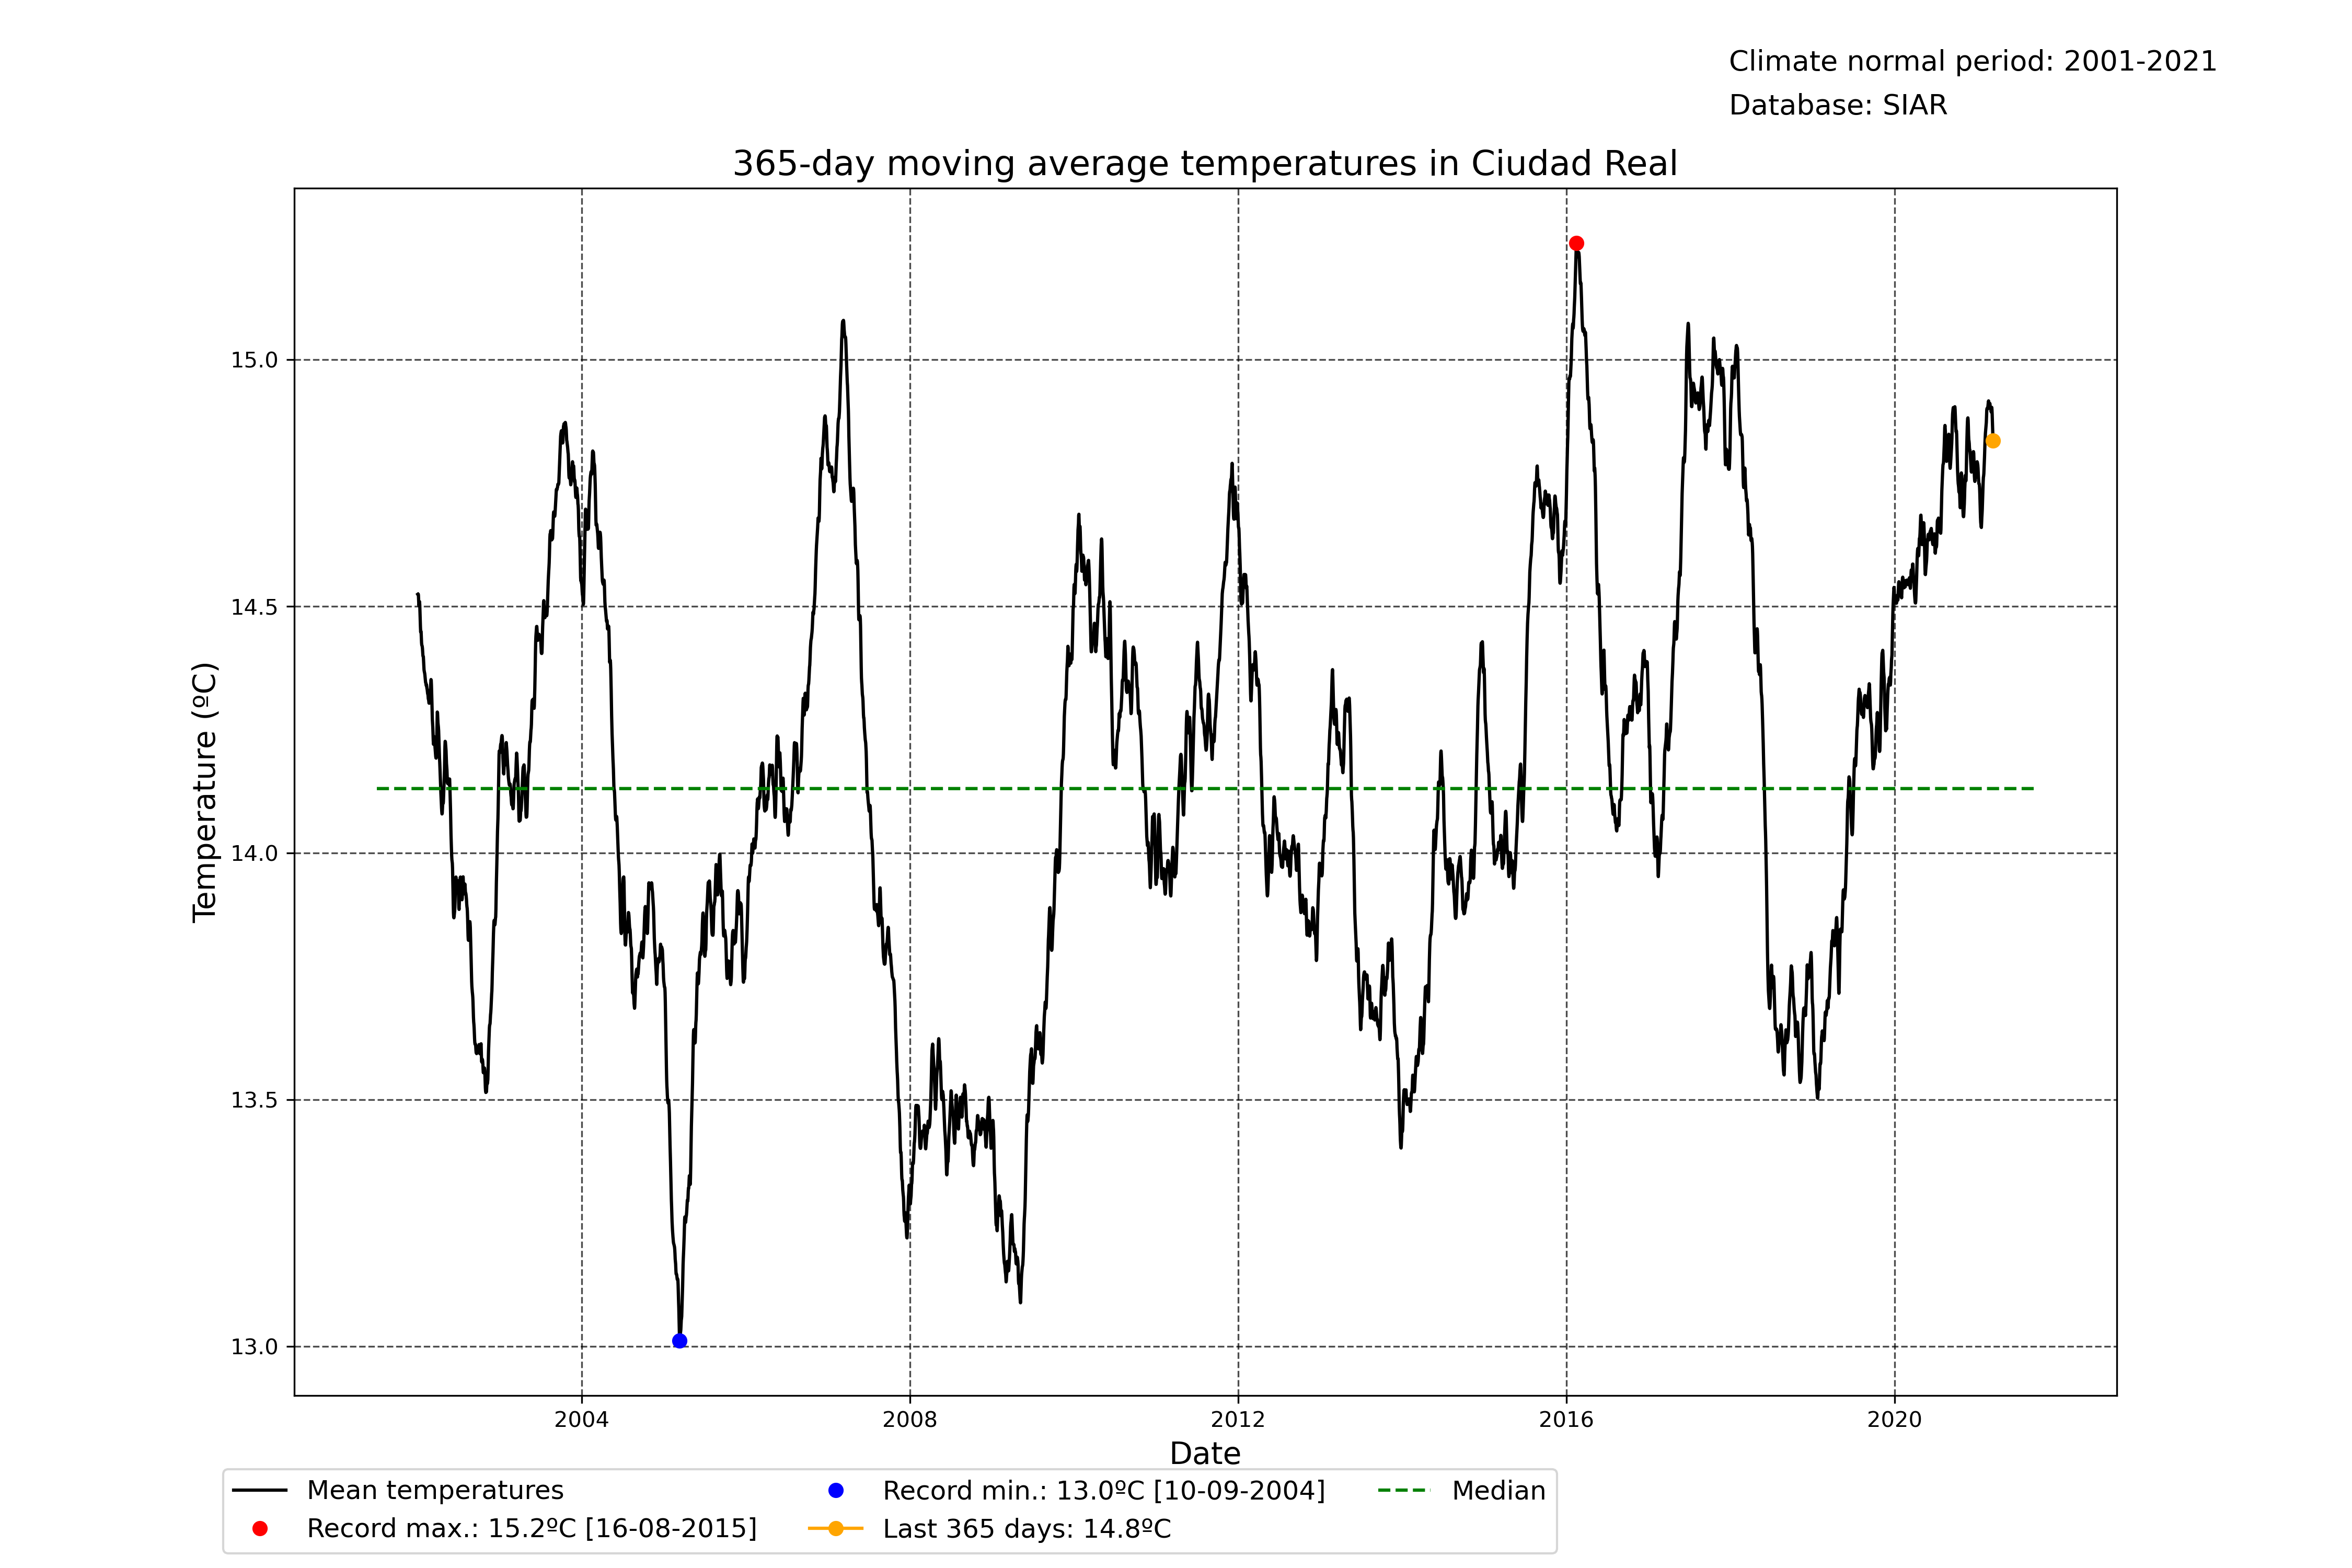 Climate normal period: 2001-2021
Database: SIAR
365-day moving average temperatures in Ciudad Real
Temperature (ºC)
15.0
14.5
14.0
13.5
13.0
2004 2008 2012 2016 2020
Date
Mean temperatures
Record max.: 15.2ºC [16-08-2015]
Record min.: 13.0ºC [10-09-2004]
Last 365 days: 14.8ºC
Median